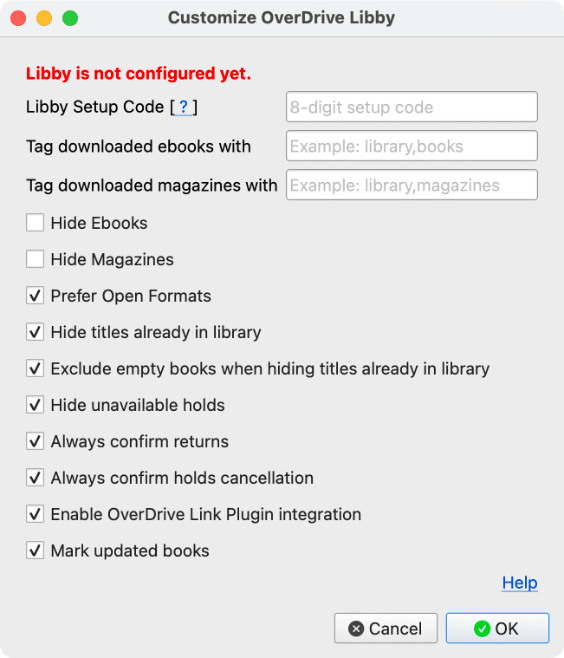 Customize OverDrive Libby
Libby is not configured yet.
Libby Setup Code [?]
8-digit setup code
Tag downloaded ebooks with
Example: library,books
Tag downloaded magazines with
Example: library,magazines
Hide Ebooks
Hide Magazines
Prefer Open Formats
Hide titles already in library
Exclude empty books when hiding titles already in library
Hide unavailable holds
Always confirm returns
Always confirm holds cancellation
Enable OverDrive Link Plugin integration
Mark updated books
Help
Cancel
OK